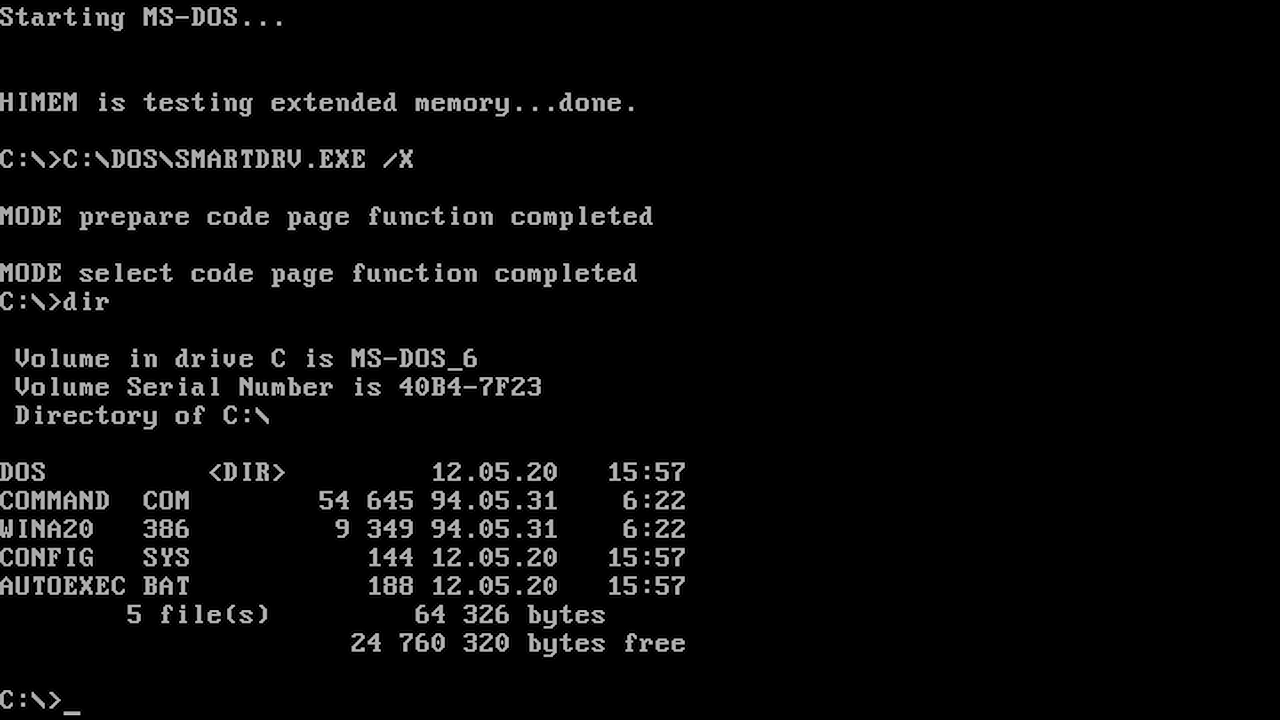 Starting MS-DOS...
HIMEM is testing extended memory...done.
C:\>C:\DOS\SMARTDRV.EXE /X
MODE prepare code page function completed
MODE select code page function completed
C:\>dir
Volume in drive C is MS-DOS_6
Volume Serial Number is 40B4-7F23
Directory of C:\
DOS          <DIR>         12.05.20   15:57
COMMAND  COM        54 645 94.05.31    6:22
WINA20   386         9 349 94.05.31    6:22
CONFIG   SYS           144 12.05.20   15:57
AUTOEXEC BAT           188 12.05.20   15:57
5 file(s)         64 326 bytes
24 760 320 bytes free
C:\>_